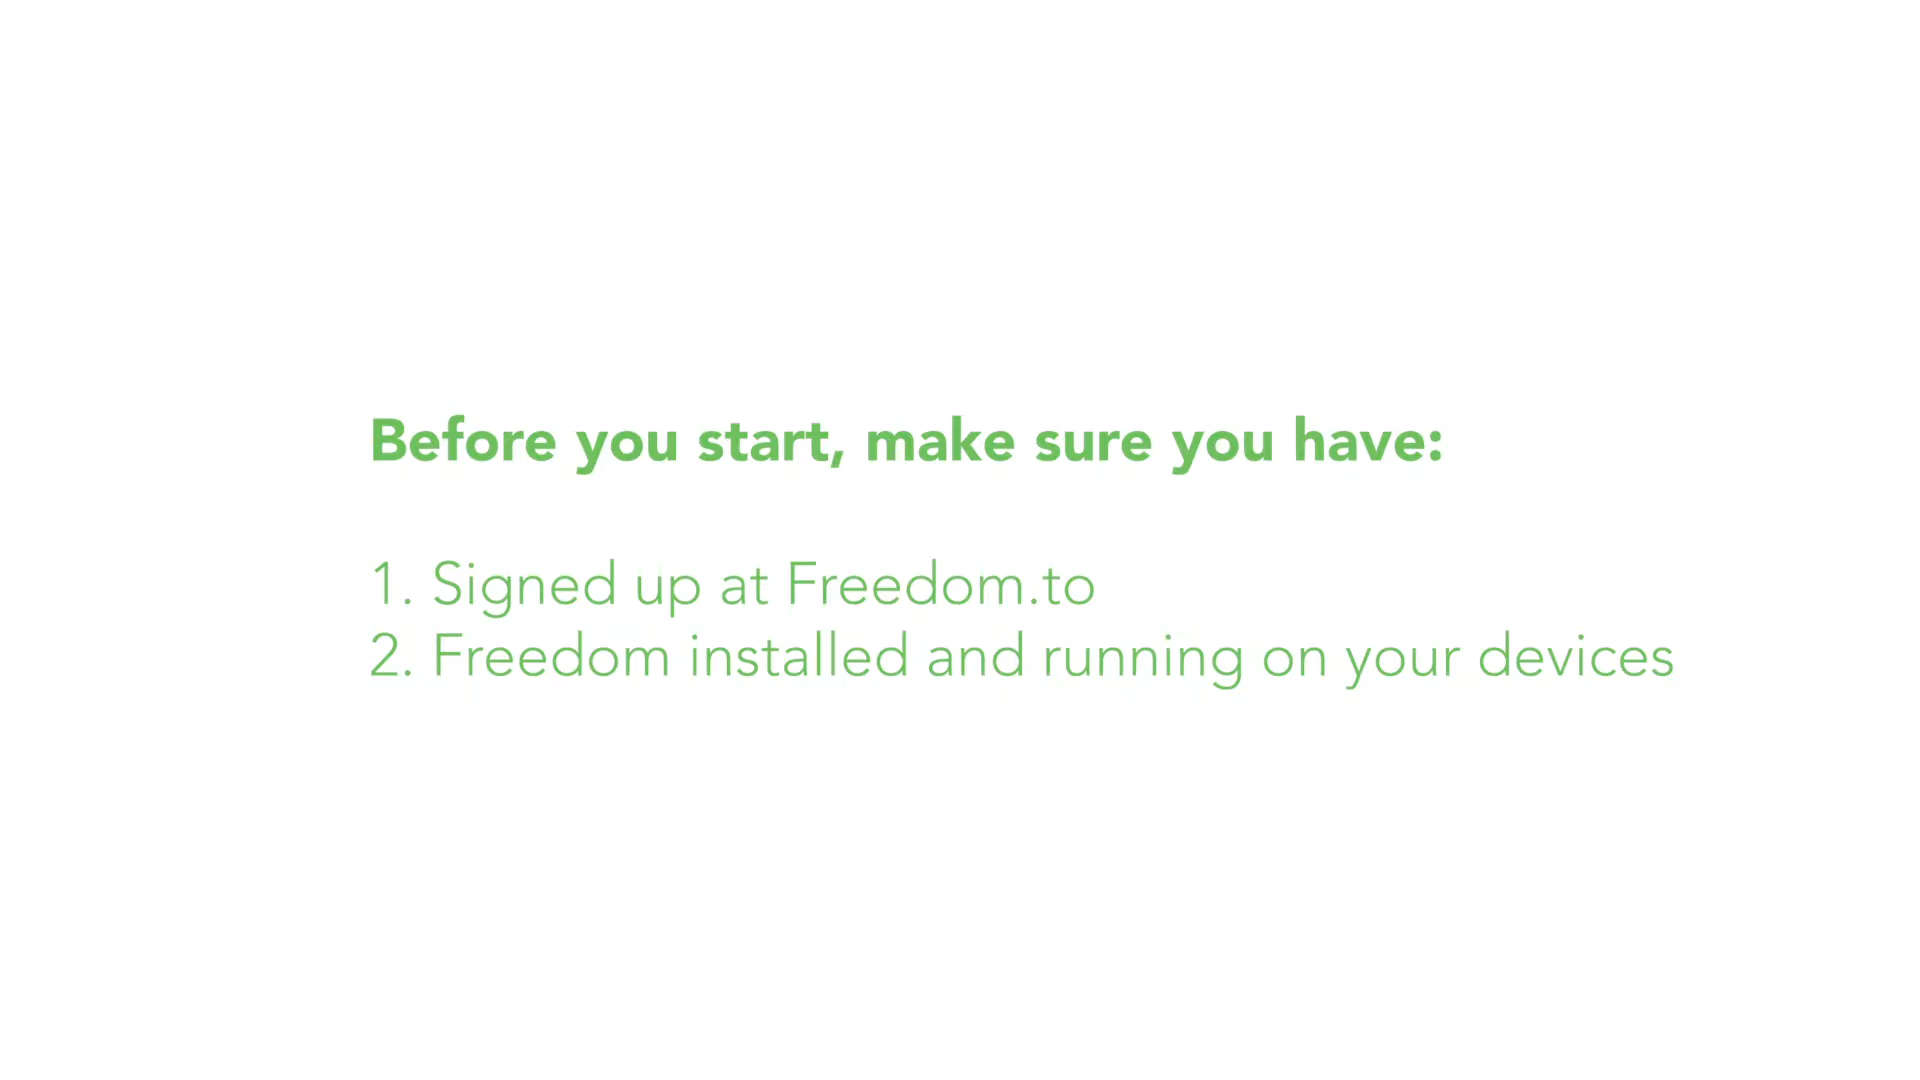 Before you start, make sure you have:
1. Signed up at Freedom.to
2. Freedom installed and running on your devices